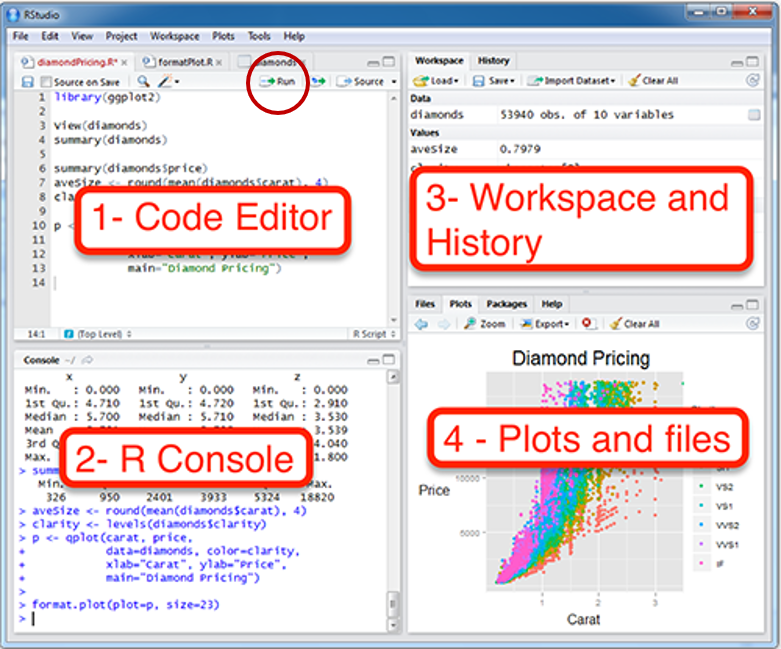 RStudio
File Edit View Project Workspace Plots Tools Help
diamondPricing.R* formatPlot.R diamonds
Source on Save Run Source
1 library(ggplot2)
2
3 View(diamonds)
4 summary(diamonds)
5
6 summary(diamonds$price)
7 aveSize <- round(mean(diamonds$carat), 4)
8 cla
9
10 p <
11
12 xlab="Carat", ylab="Price",
13 main="Diamond Pricing")
14
1- Code Editor
14:1 (Top Level) R Script
Console ~/
x y z
Min. : 0.000 Min. : 0.000 Min. : 0.000
1st Qu.: 4.710 1st Qu.: 4.720 1st Qu.: 2.910
Median : 5.700 Median : 5.710 Median : 3.530
Mean 3.539
3rd Q 4.040
Max. 1.800
2- R Console
> summ
Min. Max.
326 950 2401 3933 5324 18820
> aveSize <- round(mean(diamonds$carat), 4)
> clarity <- levels(diamonds$clarity)
> p <- qplot(carat, price,
+ data=diamonds, color=clarity,
+ xlab="Carat", ylab="Price",
+ main="Diamond Pricing")
>
> format.plot(plot=p, size=23)
>
Workspace History
Load Save Import Dataset Clear All
Data
diamonds 53940 obs. of 10 variables
Values
aveSize 0.7979
3- Workspace and
History
Files Plots Packages Help
Zoom Export Clear All
Diamond Pricing
4 - Plots and files
Price
10000
5000
VS2
VS1
VVS2
VVS1
IF
1 2 3
Carat